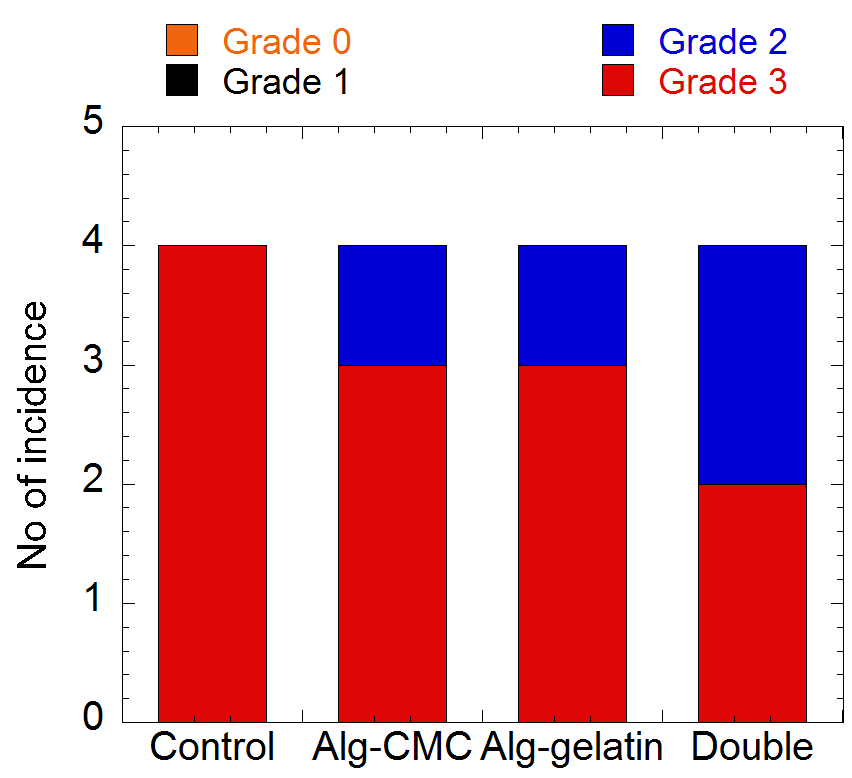 Grade 0
Grade 2
Grade 1
Grade 3
5
4
3
2
1
0
No of incidence
Control
Alg-CMC
Alg-gelatin
Double